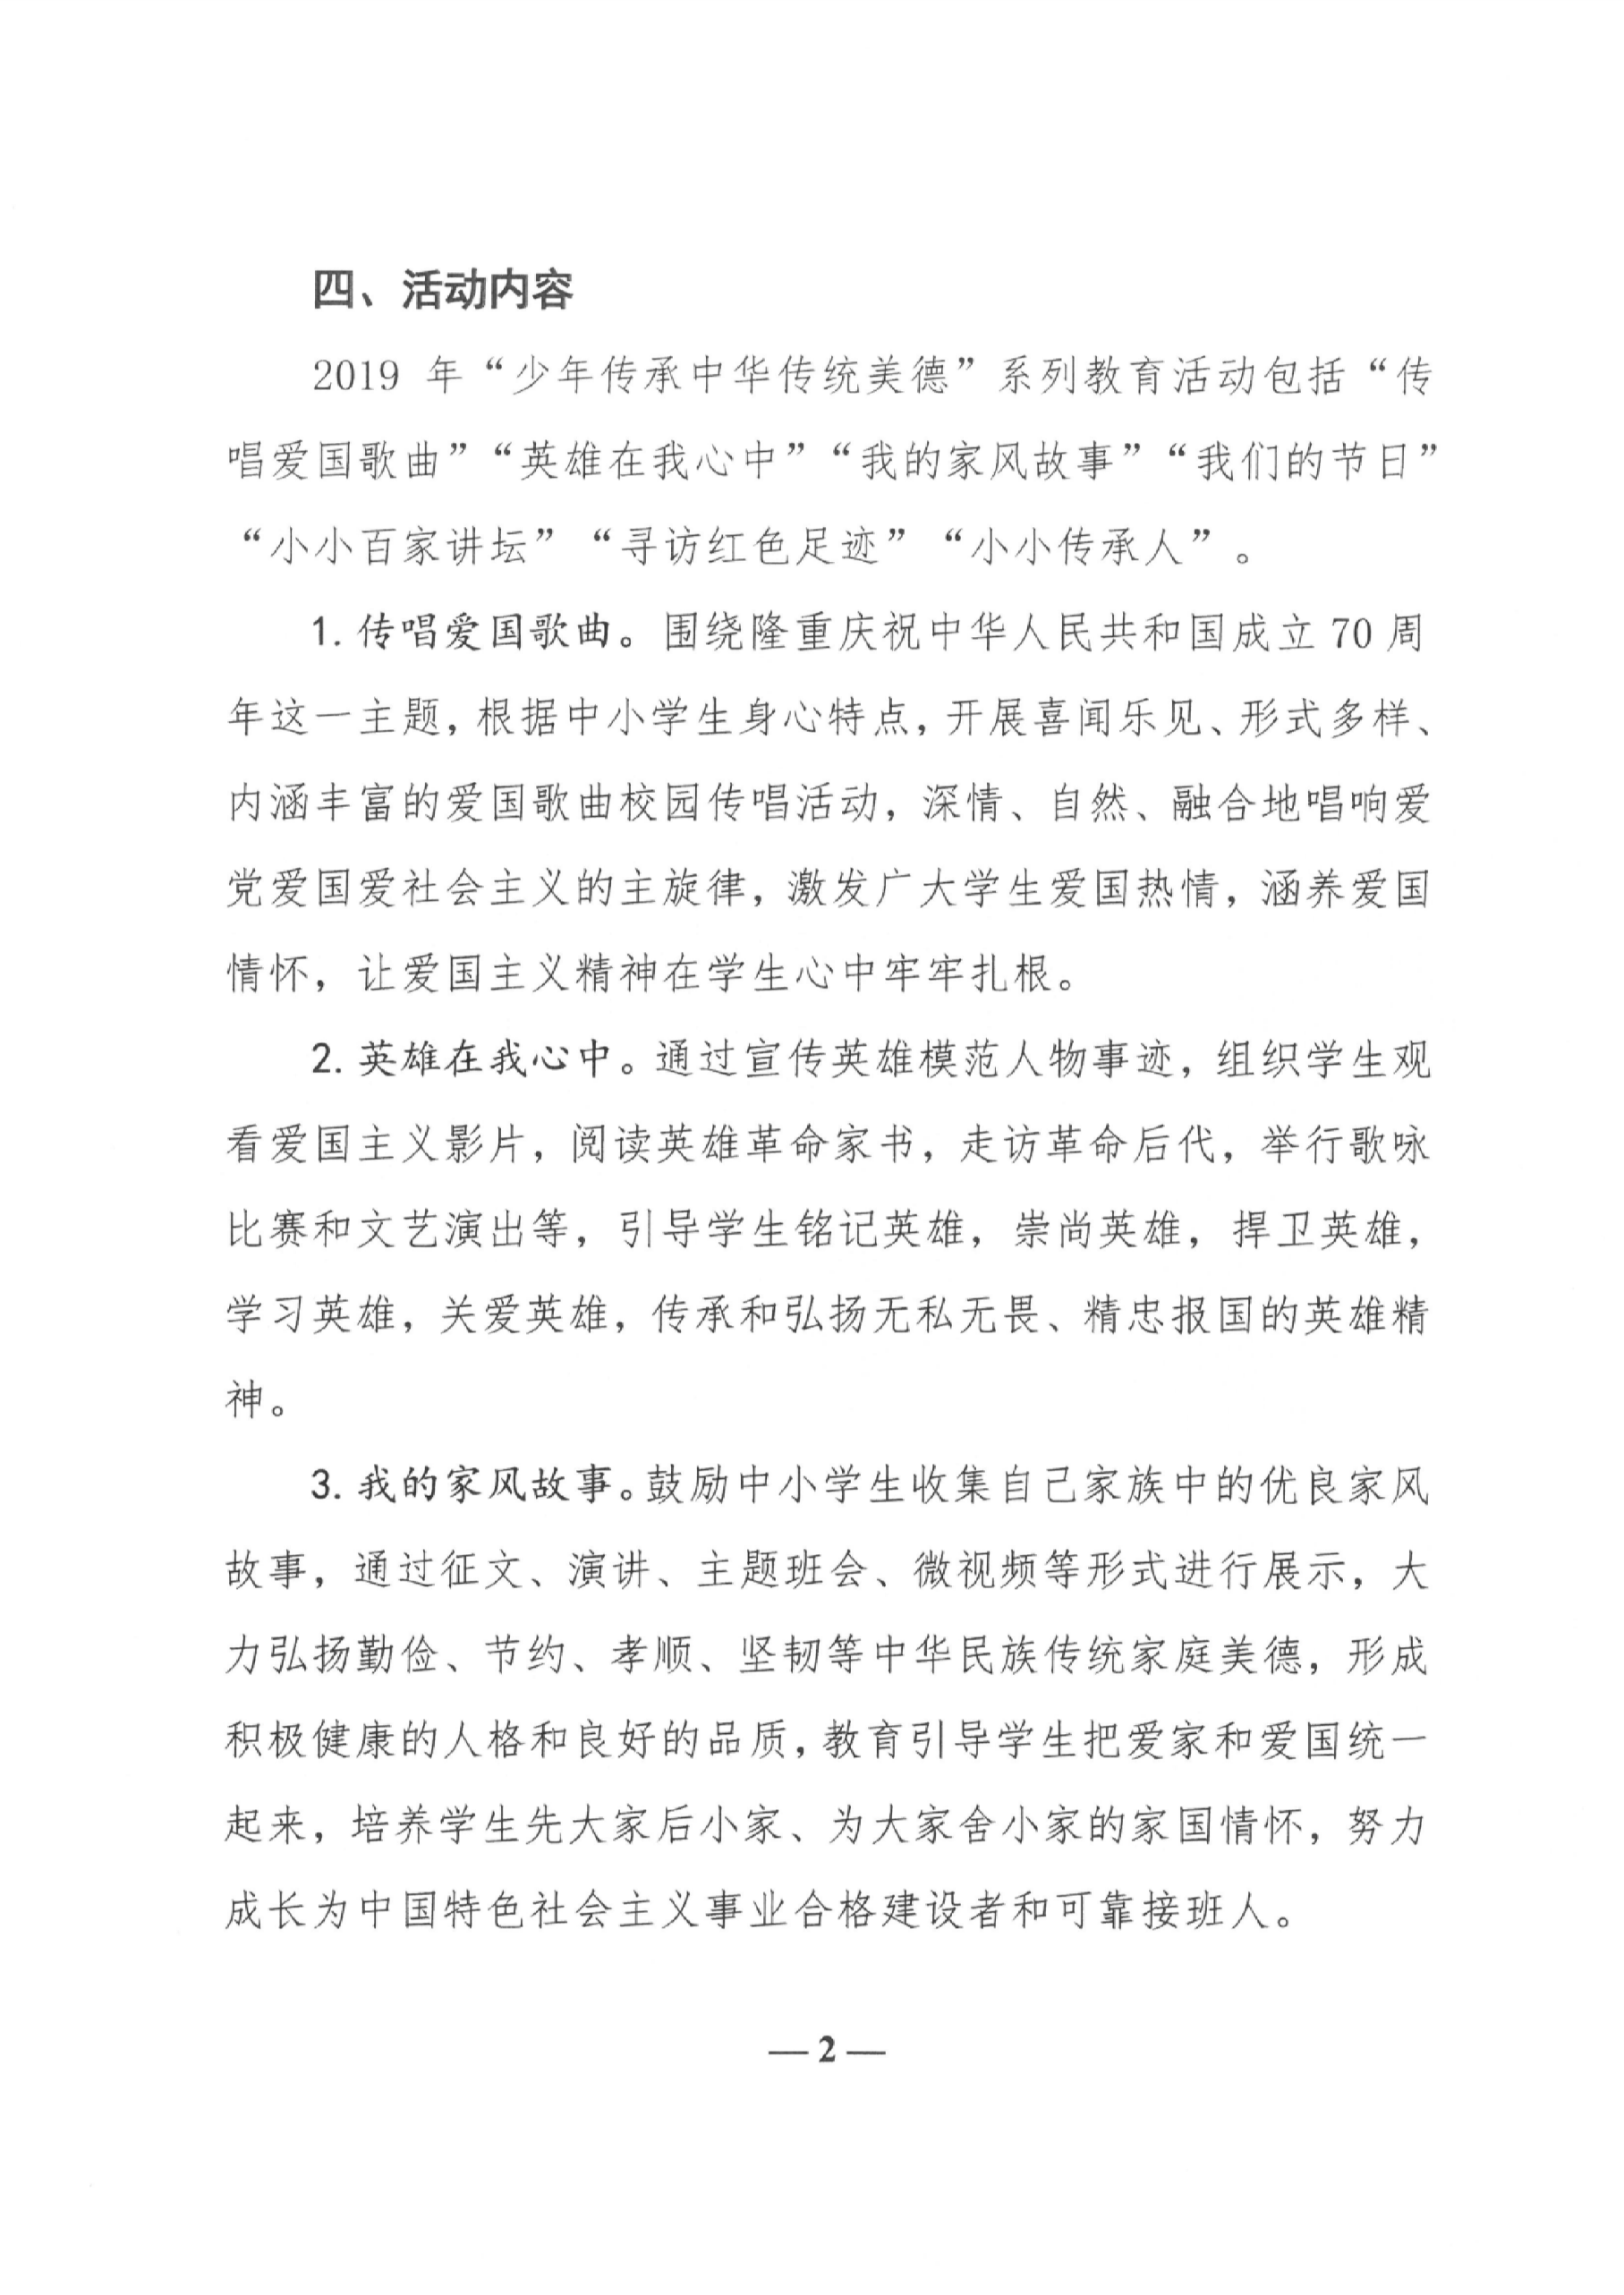 四、活动内容
2019 年“少年传承中华传统美德”系列教育活动包括“传
唱爱国歌曲”“英雄在我心中”“我的家风故事”“我们的节日”
“小小百家讲坛”“寻访红色足迹”“小小传承人”。
1. 传唱爱国歌曲。围绕隆重庆祝中华人民共和国成立 70 周
年这一主题，根据中小学生身心特点，开展喜闻乐见、形式多样、
内涵丰富的爱国歌曲校园传唱活动，深情、自然、融合地唱响爱
党爱国爱社会主义的主旋律，激发广大学生爱国热情，涵养爱国
情怀，让爱国主义精神在学生心中牢牢扎根。
2. 英雄在我心中。通过宣传英雄模范人物事迹，组织学生观
看爱国主义影片，阅读英雄革命家书，走访革命后代，举行歌咏
比赛和文艺演出等，引导学生铭记英雄，崇尚英雄，捍卫英雄，
学习英雄，关爱英雄，传承和弘扬无私无畏、精忠报国的英雄精
神。
3. 我的家风故事。鼓励中小学生收集自己家族中的优良家风
故事，通过征文、演讲、主题班会、微视频等形式进行展示，大
力弘扬勤俭、节约、孝顺、坚韧等中华民族传统家庭美德，形成
积极健康的人格和良好的品质，教育引导学生把爱家和爱国统一
起来，培养学生先大家后小家、为大家舍小家的家国情怀，努力
成长为中国特色社会主义事业合格建设者和可靠接班人。
— 2 —